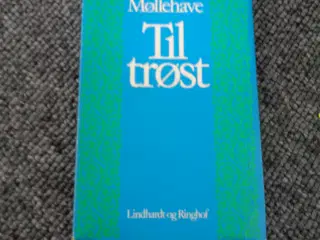 Møllehave
Til
trøst
Lindhardt og Ringhof